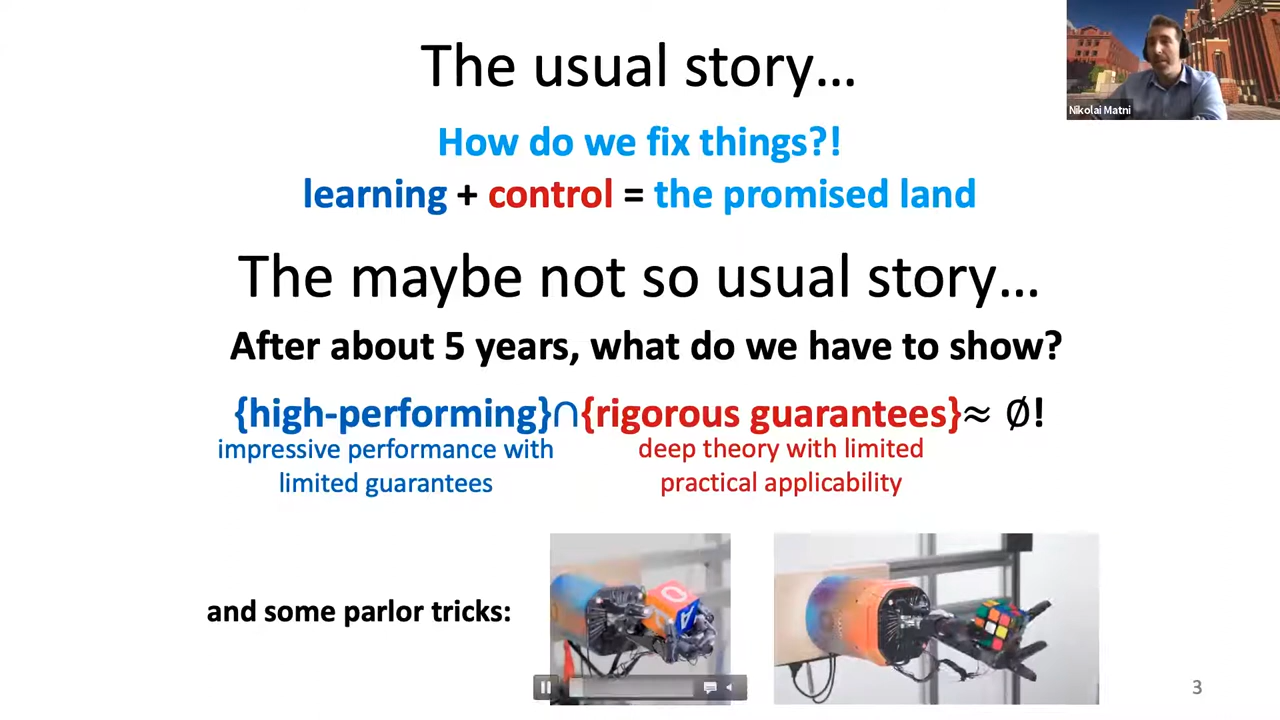 The usual story...
Nikolai Matni
How do we fix things?!
learning + control = the promised land
The maybe not so usual story...
After about 5 years, what do we have to show?
{high-performing}∩{rigorous guarantees}≈ ∅!
impressive performance with
limited guarantees
deep theory with limited
practical applicability
and some parlor tricks:
O
A
3